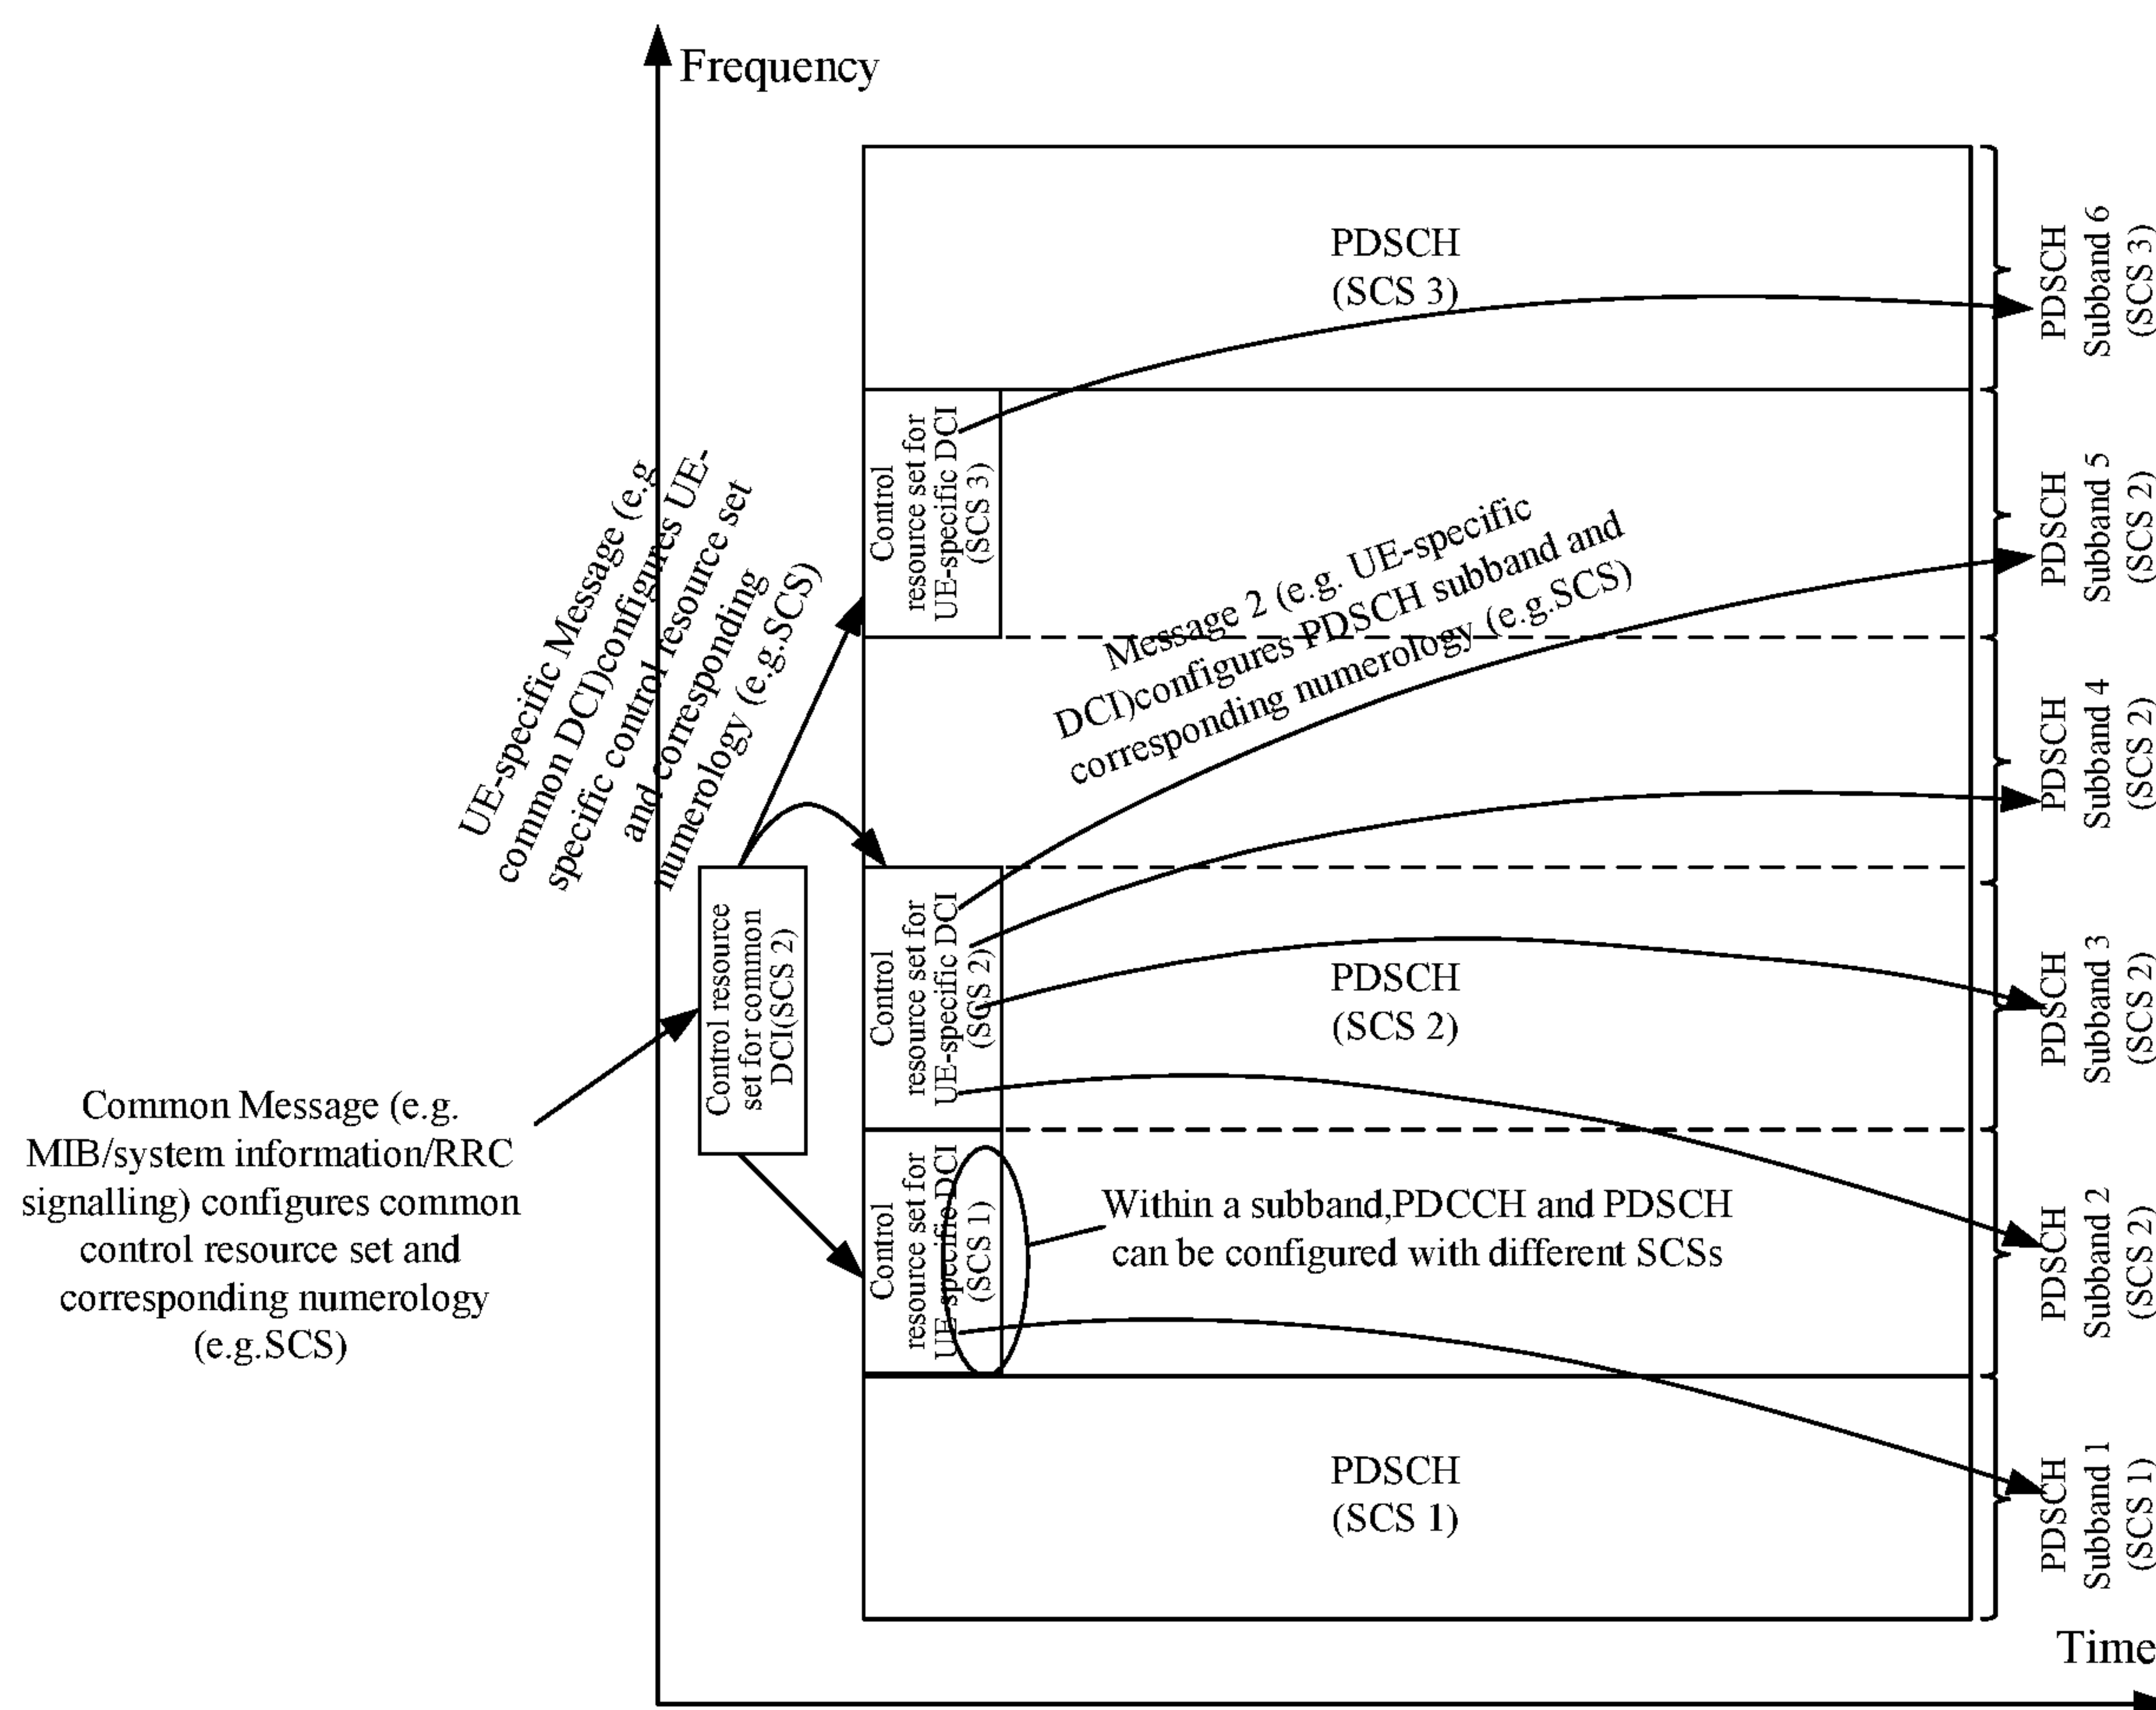 Frequency
PDSCH
(SCS 3)
PDSCH
Subband 6
(SCS 3)
Control
resource set for
UE-specific DCI
(SCS 3)
PDSCH
Subband 5
(SCS 2)
UE-specific Message (e.g
common DCI)configures UE-
specific control resource set
and corresponding
numerology (e.g.SCS)
Message 2 (e.g. UE-specific
DCI)configures PDSCH subband and
corresponding numerology (e.g.SCS)
PDSCH
Subband 4
(SCS 2)
Control resource
set for common
DCI(SCS 2)
Control
resource set for
UE-specific DCI
(SCS 2)
PDSCH
(SCS 2)
PDSCH
Subband 3
(SCS 2)
Common Message (e.g.
MIB/system information/RRC
signalling) configures common
control resource set and
corresponding numerology
(e.g.SCS)
Control
resource set for
UE-specific DCI
(SCS 1)
Within a subband,PDCCH and PDSCH
can be configured with different SCSs
PDSCH
Subband 2
(SCS 2)
PDSCH
(SCS 1)
PDSCH
Subband 1
(SCS 1)
Time